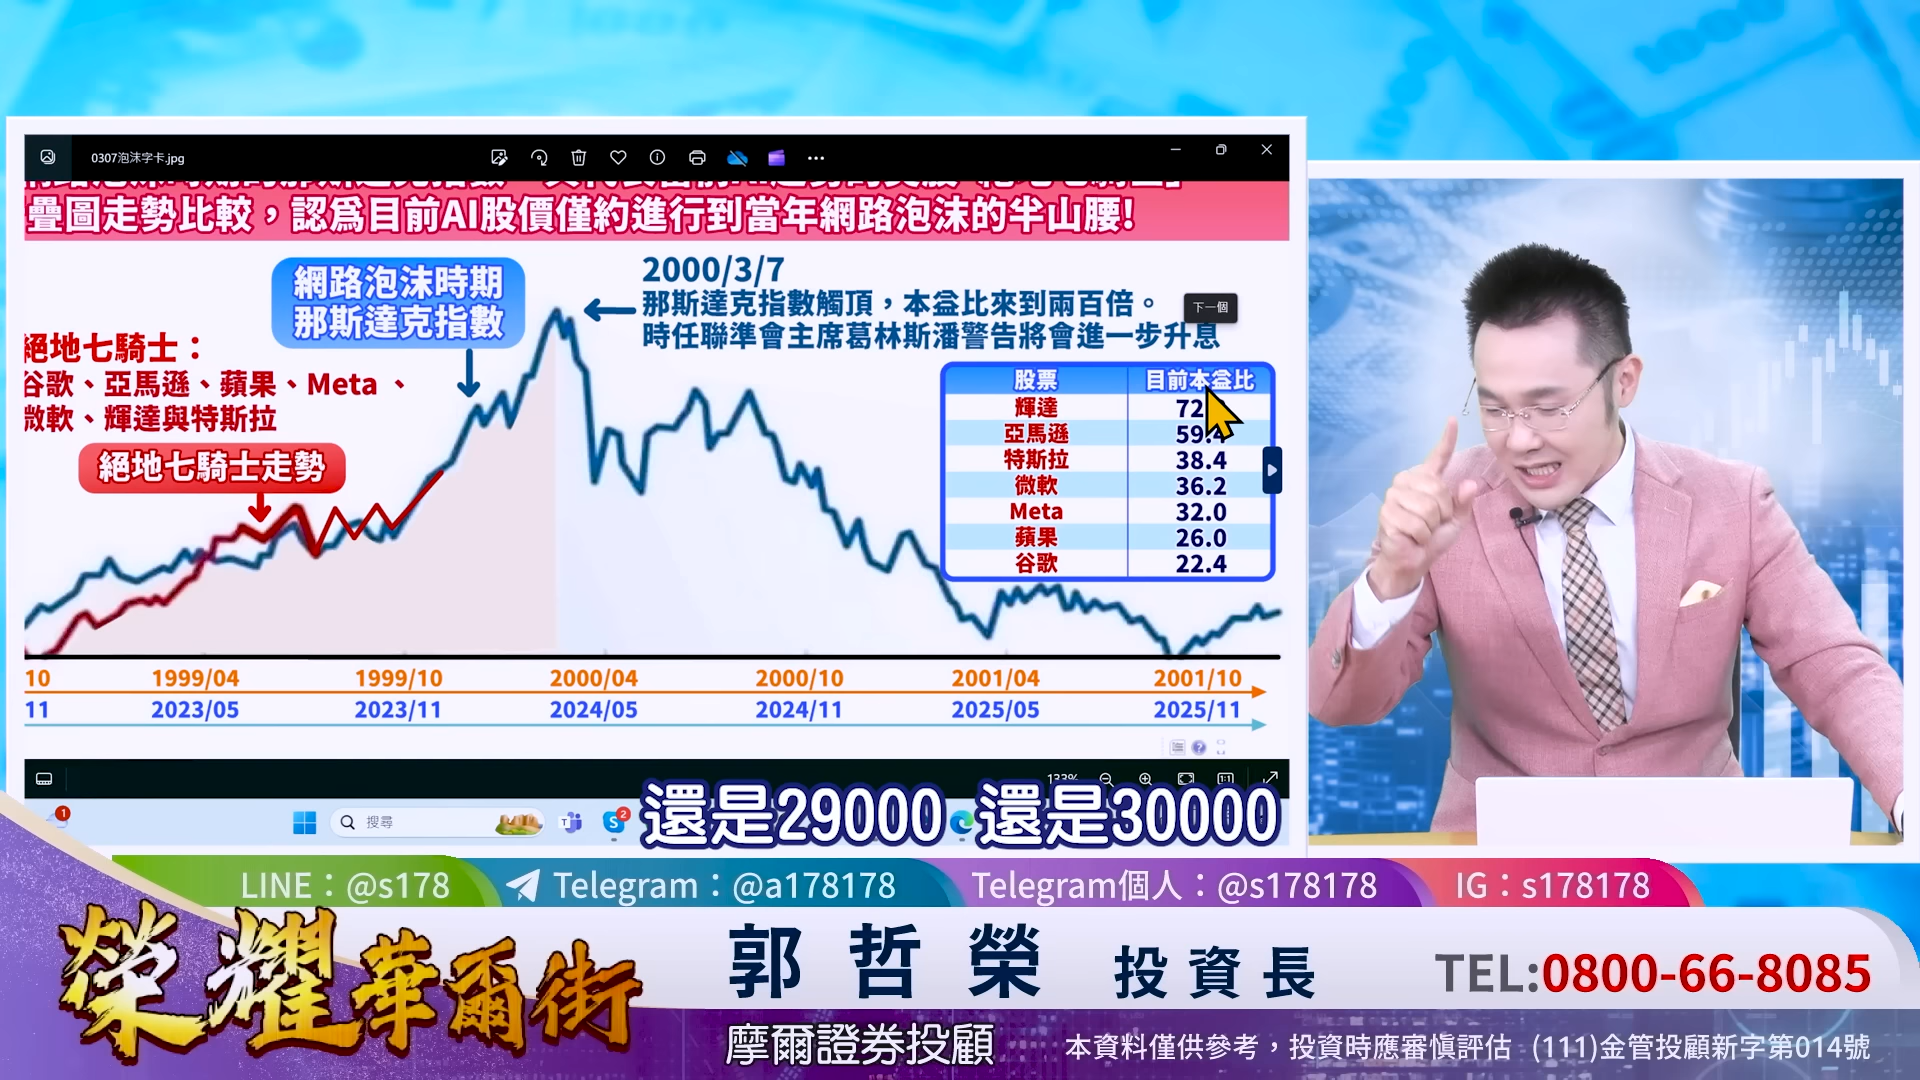 0307泡沫字卡.jpg
疊圖走勢比較，認為目前AI股價僅約進行到當年網路泡沫的半山腰!
網路泡沫時期
那斯達克指數
2000/3/7
那斯達克指數觸頂，本益比來到兩百倍。
時任聯準會主席葛林斯潘警告將會進一步升息
下一個
絕地七騎士：
谷歌、亞馬遜、蘋果、Meta、
微軟、輝達與特斯拉
絕地七騎士走勢
股票 目前本益比
輝達 72
亞馬遜 59.4
特斯拉 38.4
微軟 36.2
Meta 32.0
蘋果 26.0
谷歌 22.4
10 1999/04 1999/10 2000/04 2000/10 2001/04 2001/10
11 2023/05 2023/11 2024/05 2024/11 2025/05 2025/11
133%
1
搜尋
2
還是29000 還是30000
LINE：@s178 Telegram：@a178178 Telegram個人：@s178178 IG：s178178
榮耀華爾街
郭哲榮 投資長
TEL:0800-66-8085
摩爾證券投顧
本資料僅供參考，投資時應審慎評估 (111)金管投顧新字第014號